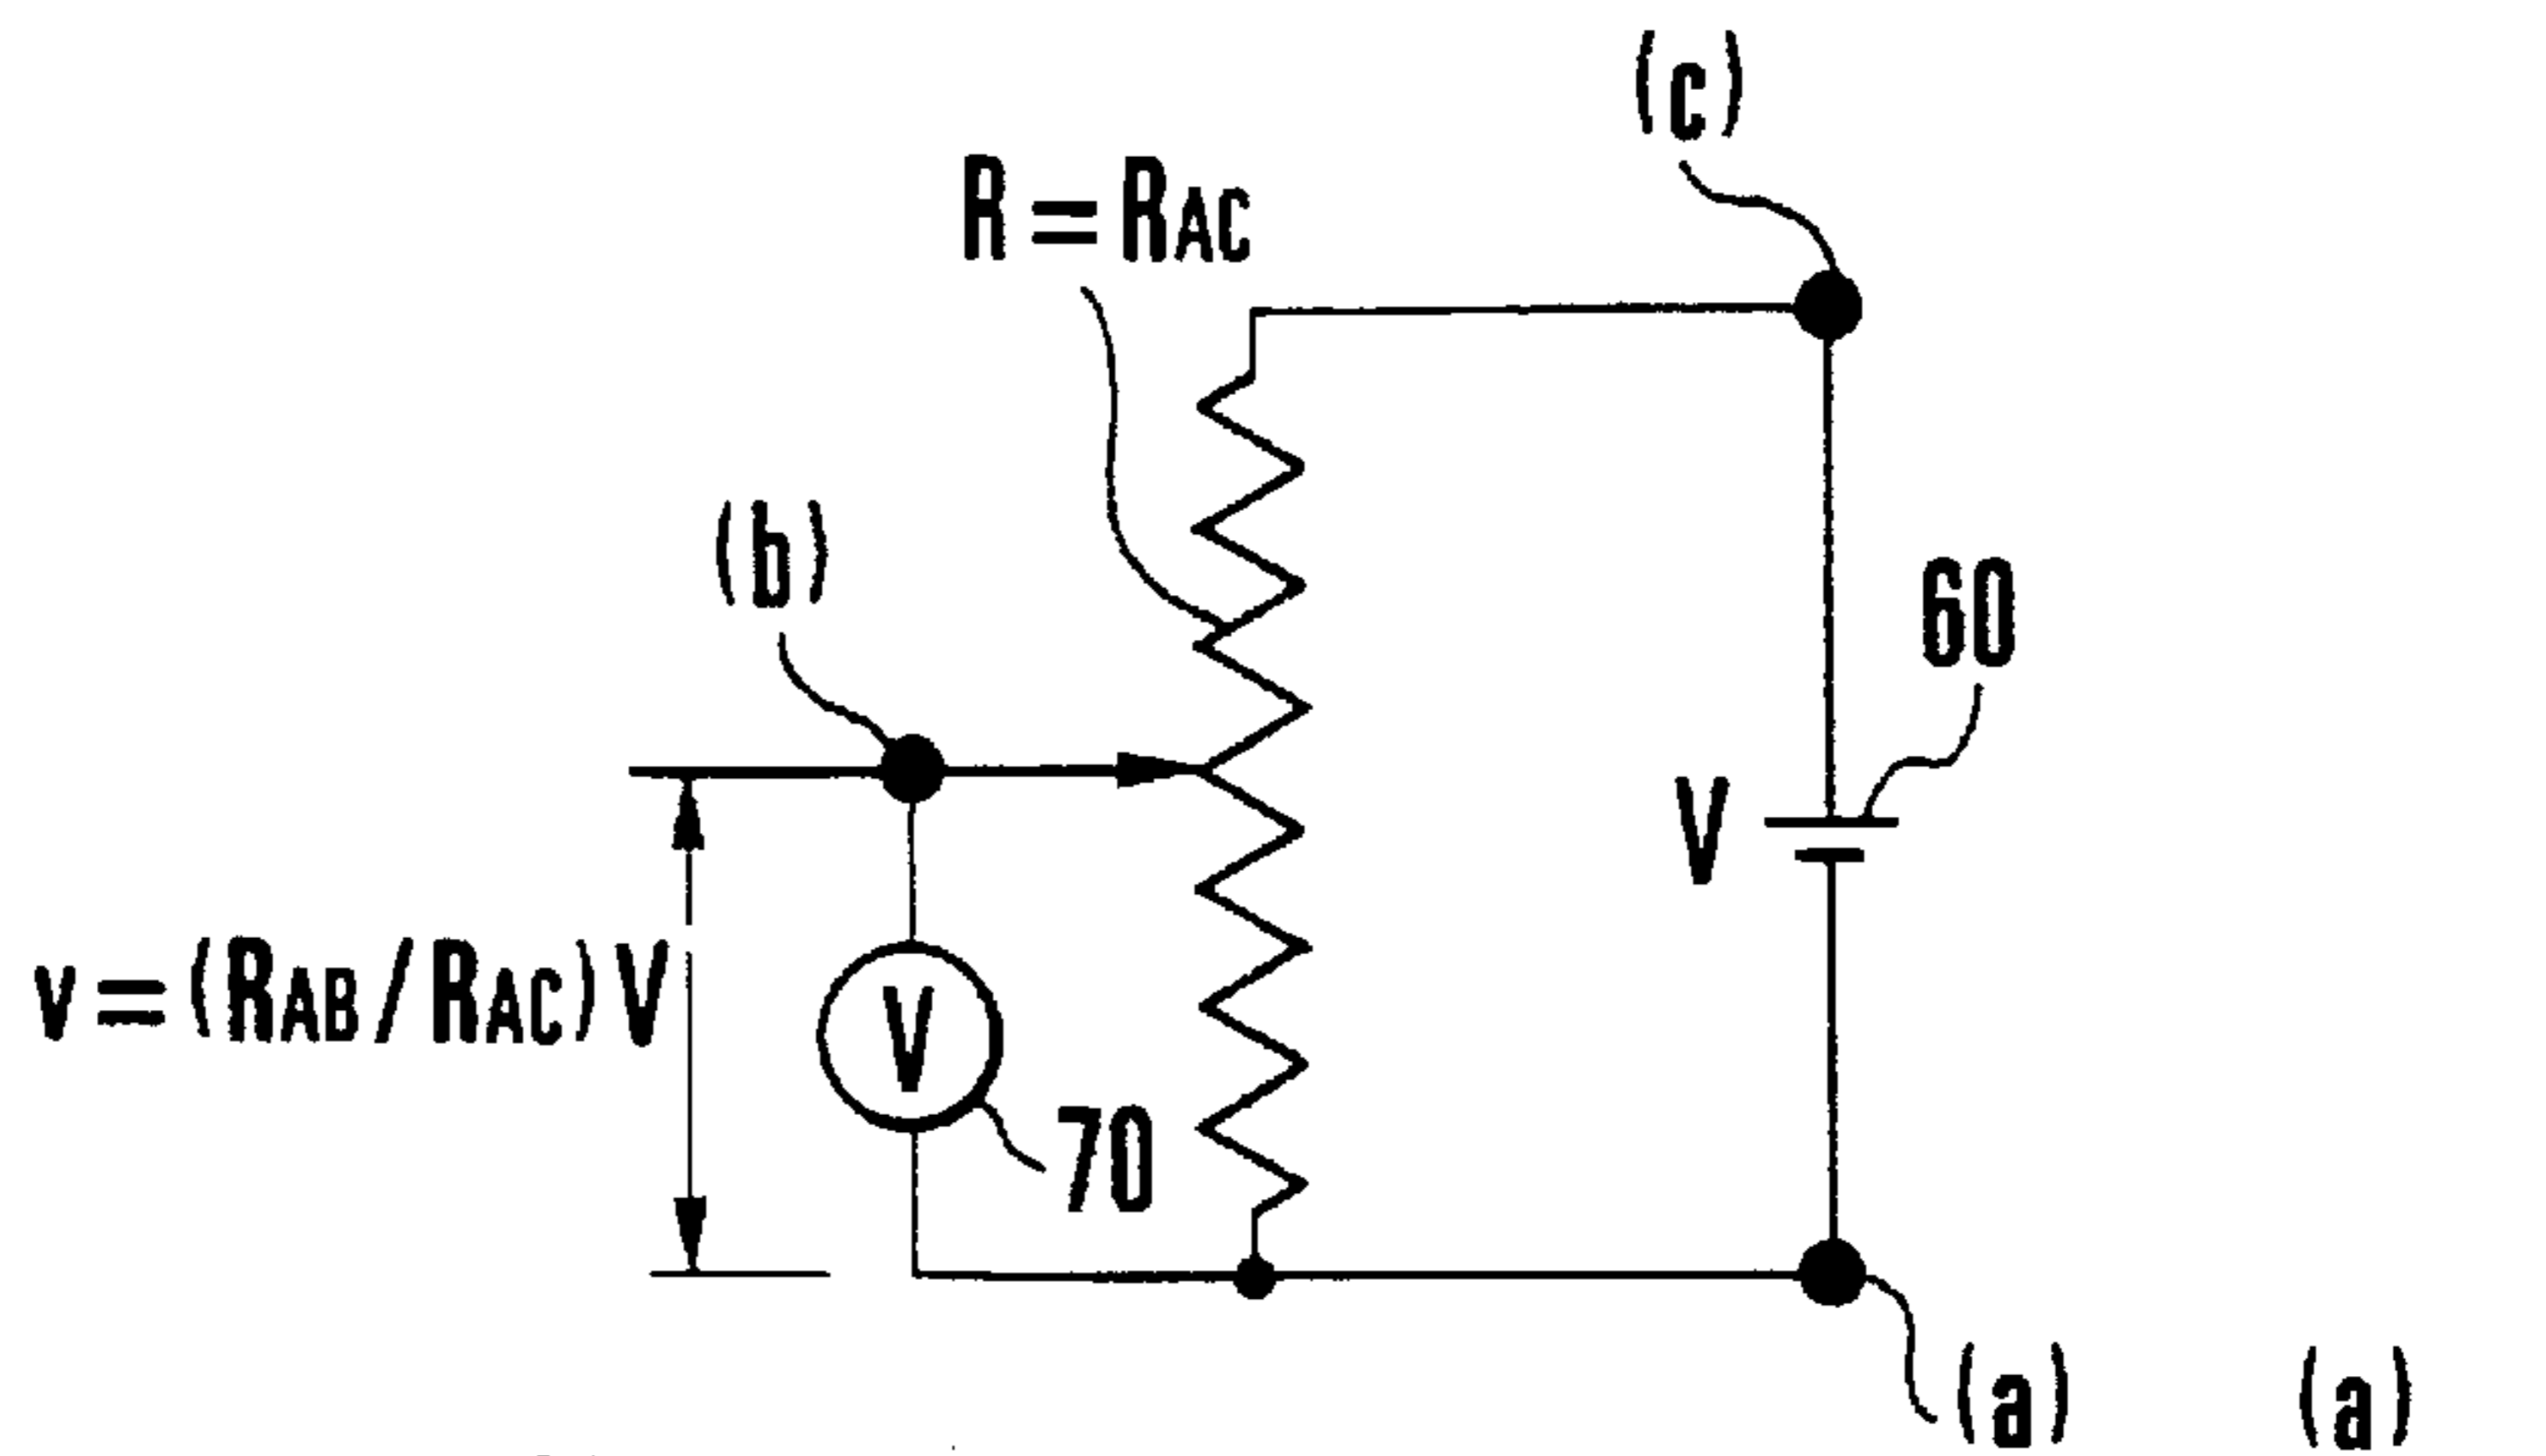 (c)
R = RAC
(b)
60
V
v = (RAB / RAC) V
V
70
(a)
(a)